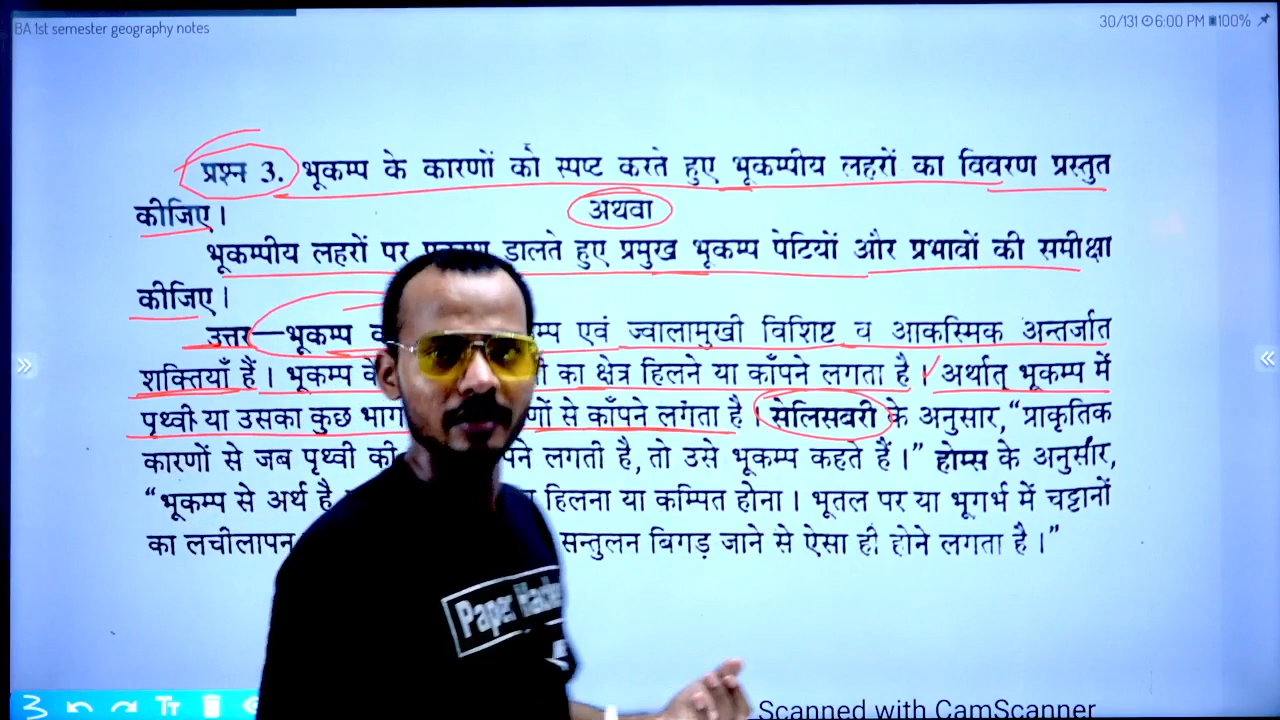 BA 1st semester geography notes
30/131 6:00 PM 100%
प्रश्न 3. भूकम्प के कारणों को स्पष्ट करते हुए भूकम्पीय लहरों का विवरण प्रस्तुत
कीजिए।
अथवा
भूकम्पीय लहरों पर डालते हुए प्रमुख भूकम्प पेटियों और प्रभावों की समीक्षा
कीजिए।
उत्तर—भूकम्प एवं ज्वालामुखी विशिष्ट व आकस्मिक अन्तर्जात
शक्तियाँ हैं। भूकम्प का क्षेत्र हिलने या काँपने लगता है। अर्थात् भूकम्प में
पृथ्वी या उसका कुछ भाग से काँपने लगता है। सेलिसबरी के अनुसार, “प्राकृतिक
कारणों से जब पृथ्वी की लगती है, तो उसे भूकम्प कहते हैं।” होम्स के अनुसार,
“भूकम्प से अर्थ है हिलना या कम्पित होना। भूतल पर या भूगर्भ में चट्टानों
का लचीलापन सन्तुलन बिगड़ जाने से ऐसा ही होने लगता है।”
Paper
Scanned with CamScanner